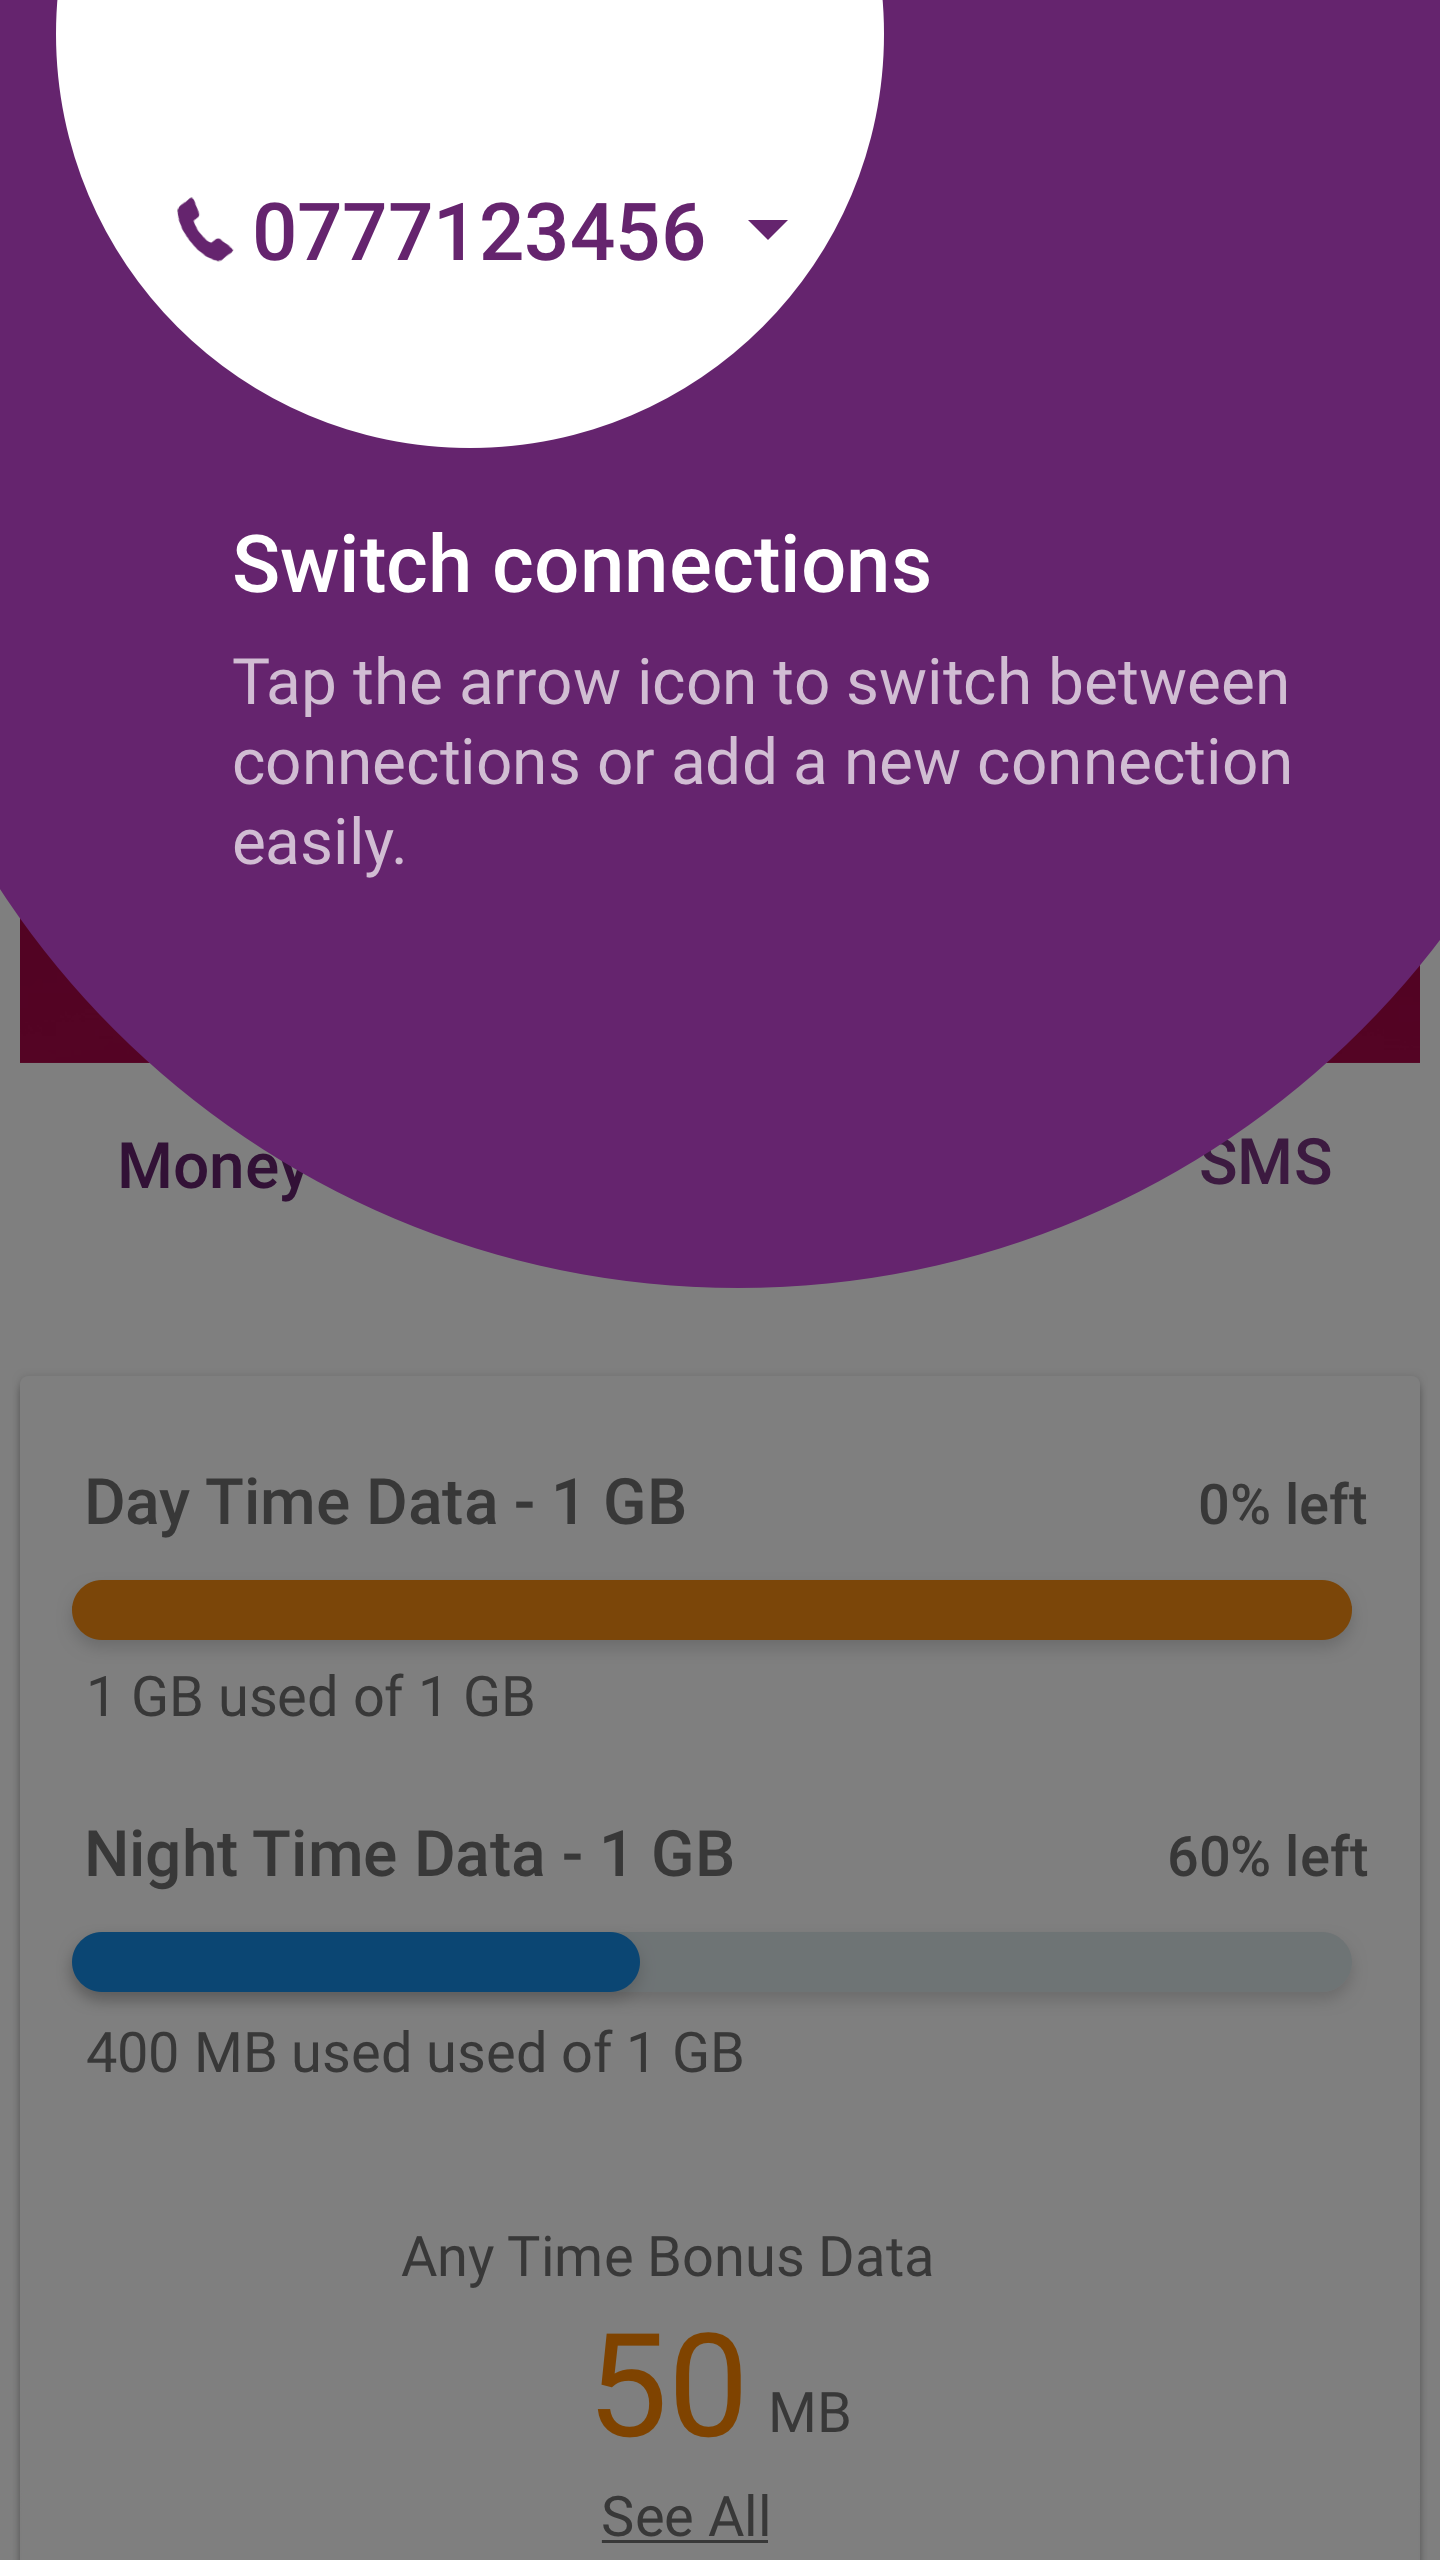 0777123456
Switch connections
Tap the arrow icon to switch between
connections or add a new connection
easily.
Money
SMS
Day Time Data - 1 GB
0% left
1 GB used of 1 GB
Night Time Data - 1 GB
60% left
400 MB used used of 1 GB
Any Time Bonus Data
50 MB
See All